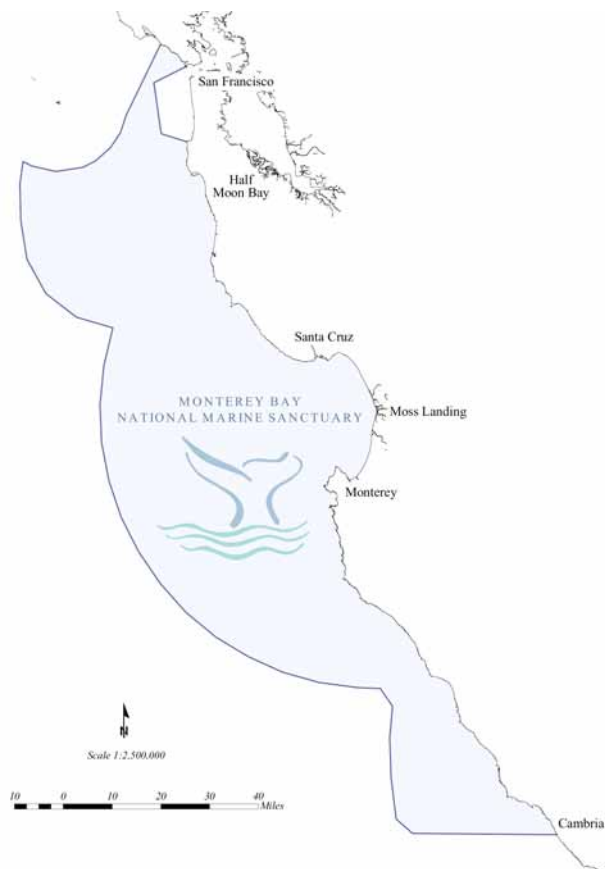 San Francisco
Half
Moon Bay
Santa Cruz
MONTEREY BAY
NATIONAL MARINE SANCTUARY
Moss Landing
Monterey
N
Scale 1:2,500,000
10 0 10 20 30 40
Miles
Cambria